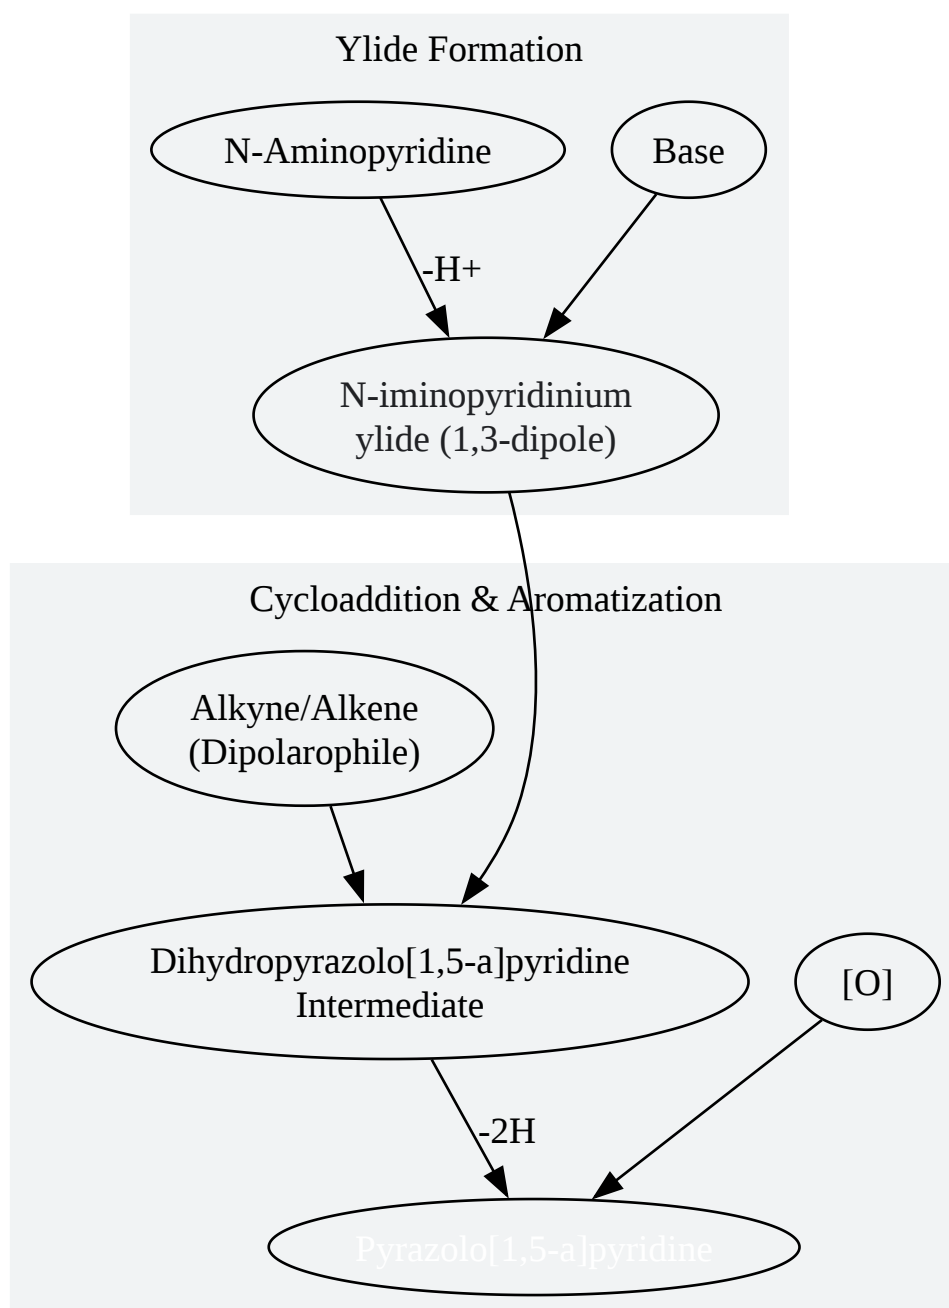 Ylide Formation
N-Aminopyridine
Base
-H+
N-iminopyridinium
ylide (1,3-dipole)
Cycloaddition & Aromatization
Alkyne/Alkene
(Dipolarophile)
Dihydropyrazolo[1,5-a]pyridine
Intermediate
[O]
-2H
Pyrazolo[1,5-a]pyridine